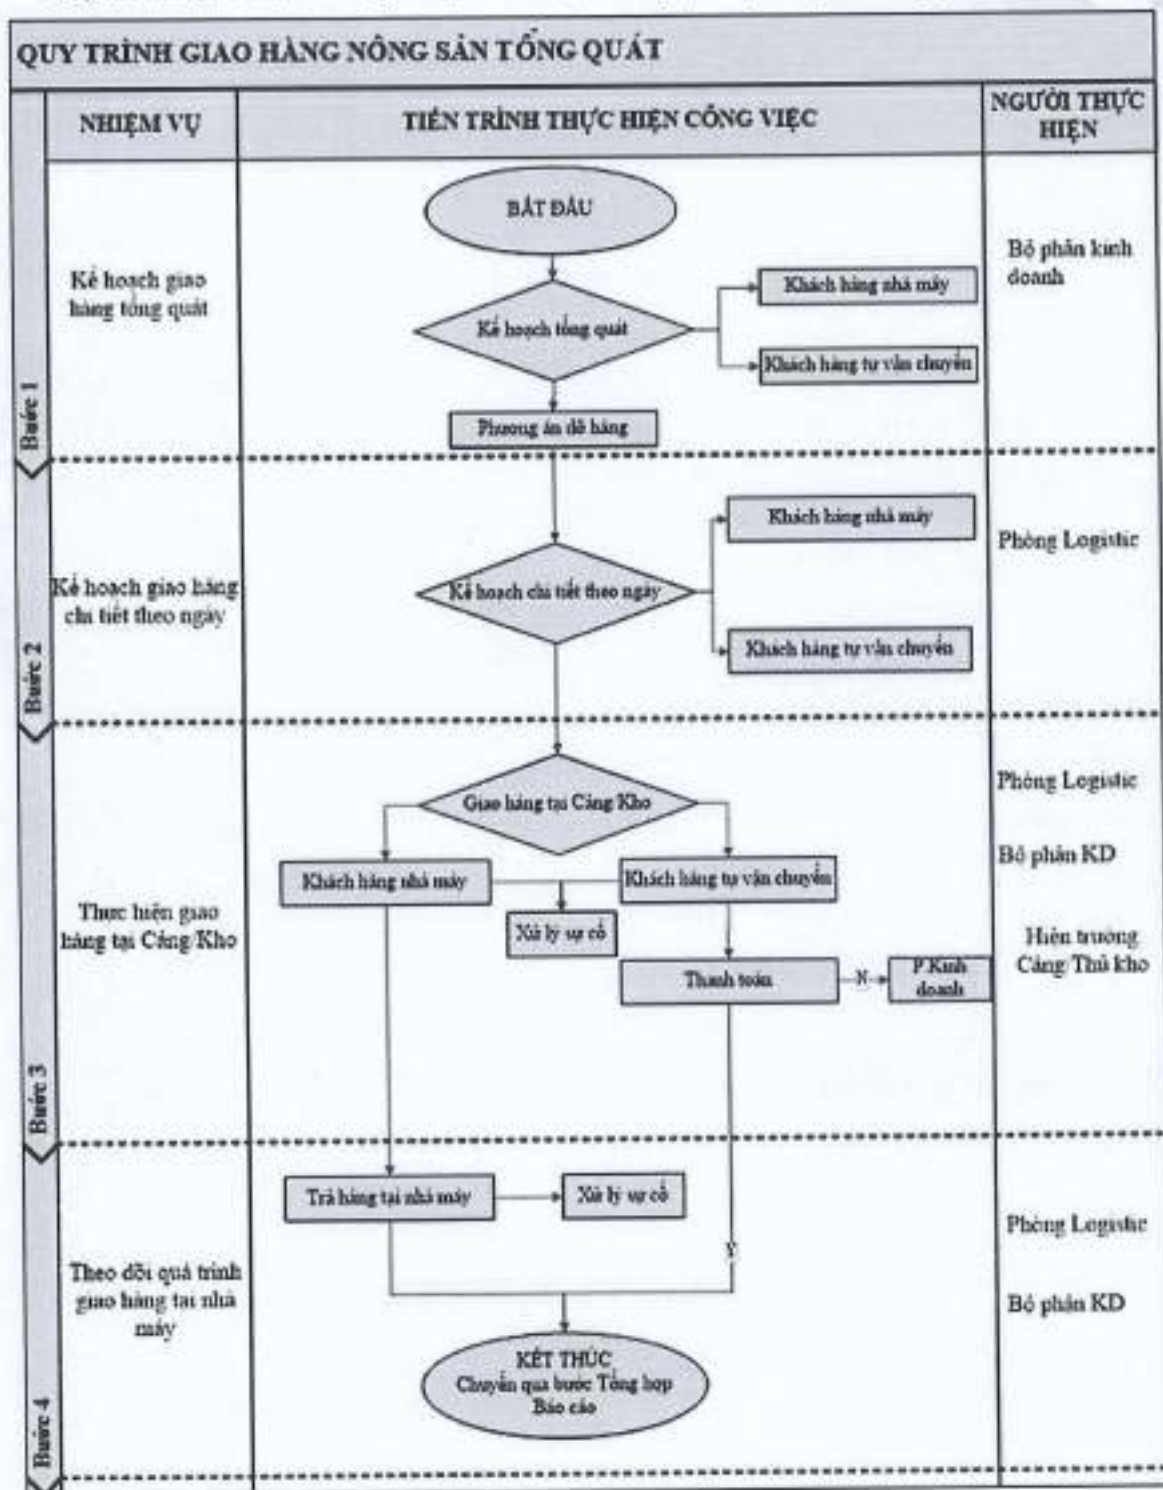 QUY TRÌNH GIAO HÀNG NÔNG SẢN TỔNG QUÁT
NHIỆM VỤ
TIẾN TRÌNH THỰC HIỆN CÔNG VIỆC
NGƯỜI THỰC
HIỆN
Bước 1
Kế hoạch giao
hàng tổng quát
BẮT ĐẦU
Kế hoạch tổng quát
Khách hàng nhà máy
Khách hàng tự vận chuyển
Phương án dỡ hàng
Bộ phân kinh
doanh
Bước 2
Kế hoạch giao hàng
chi tiết theo ngày
Kế hoạch chi tiết theo ngày
Khách hàng nhà máy
Khách hàng tự vận chuyển
Phòng Logistic
Bước 3
Thực hiện giao
hàng tại Cảng/Kho
Giao hàng tại Cảng/Kho
Khách hàng nhà máy
Khách hàng tự vận chuyển
Xử lý sự cố
Thanh toán
N
P.Kinh
doanh
Phòng Logistic
Bộ phân KD
Hiện trường
Cảng/Thủ kho
Bước 4
Theo dõi quá trình
giao hàng tại nhà
máy
Trả hàng tại nhà máy
Xử lý sự cố
Y
KẾT THÚC
Chuyển qua bước Tổng hợp
Báo cáo
Phòng Logistic
Bộ phân KD